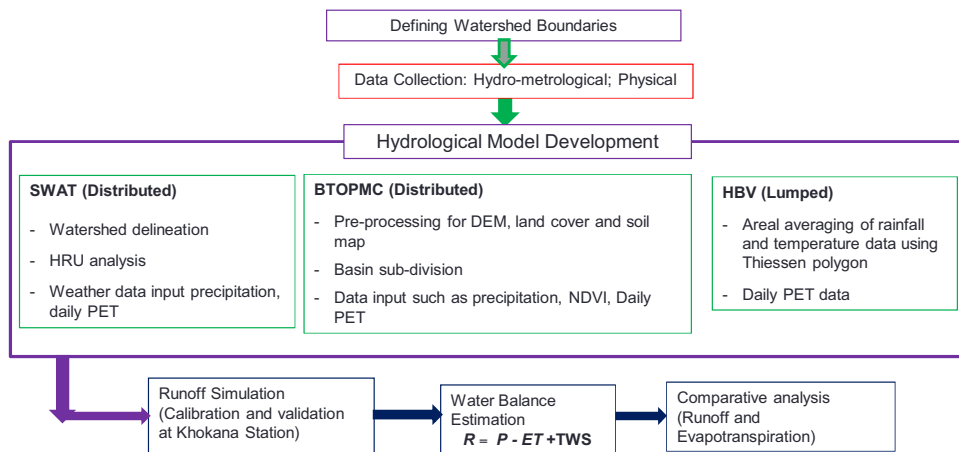 Defining Watershed Boundaries
Data Collection: Hydro-metrological; Physical
Hydrological Model Development
SWAT (Distributed)
- Watershed delineation
- HRU analysis
- Weather data input precipitation,
daily PET
BTOPMC (Distributed)
- Pre-processing for DEM, land cover and soil
map
- Basin sub-division
- Data input such as precipitation, NDVI, Daily
PET
HBV (Lumped)
- Areal averaging of rainfall
and temperature data using
Thiessen polygon
- Daily PET data
Runoff Simulation
(Calibration and validation
at Khokana Station)
Water Balance
Estimation
R = P - ET +TWS
Comparative analysis
(Runoff and
Evapotranspiration)